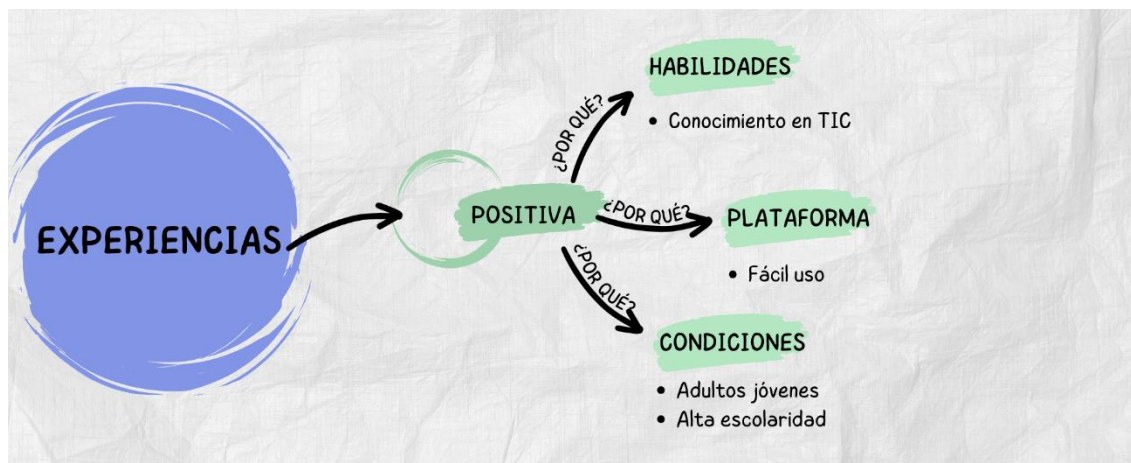 EXPERIENCIAS
POSITIVA
¿POR QUÉ?
HABILIDADES
• Conocimiento en TIC
¿POR QUÉ?
PLATAFORMA
• Fácil uso
¿POR QUÉ?
CONDICIONES
• Adultos jóvenes
• Alta escolaridad